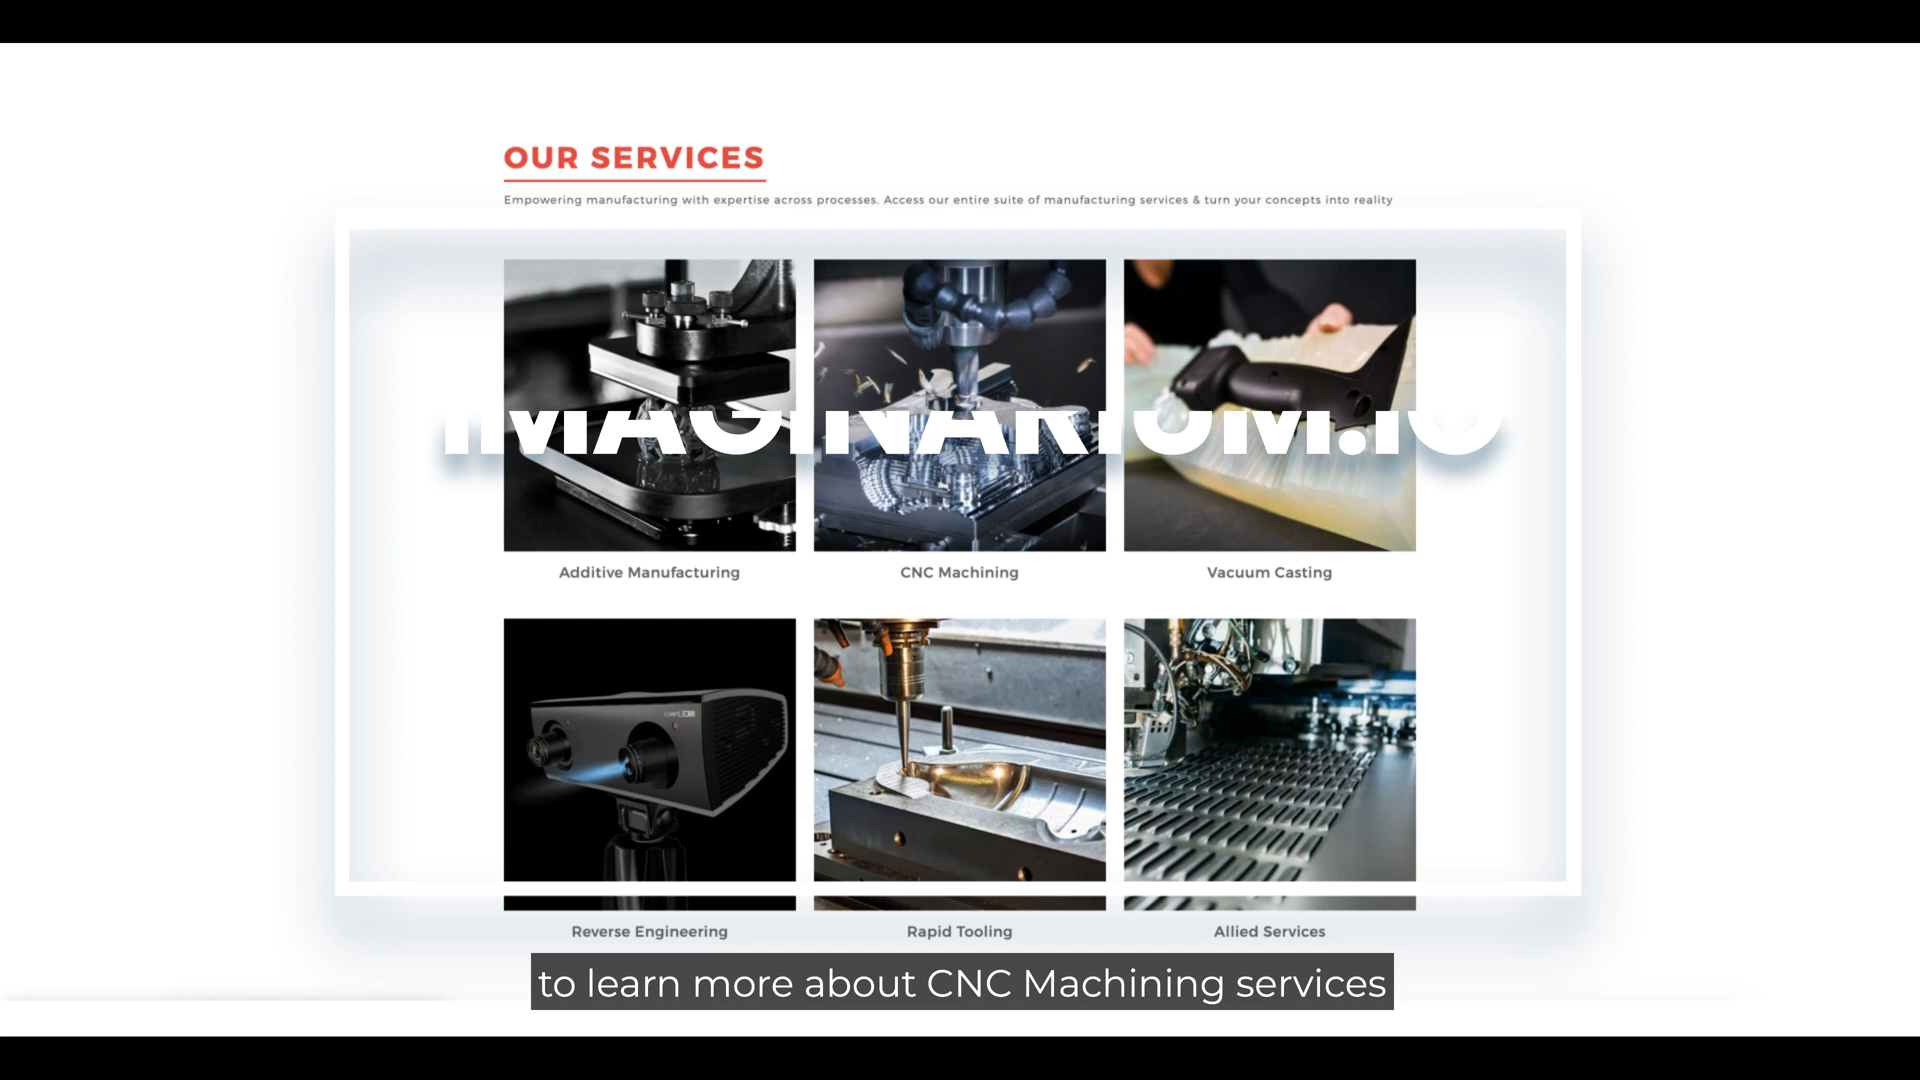 OUR SERVICES
Empowering manufacturing with expertise across processes. Access our entire suite of manufacturing services & turn your concepts into reality
IMAGINARIUM.IO
Additive Manufacturing
CNC Machining
Vacuum Casting
Reverse Engineering
Rapid Tooling
Allied Services
to learn more about CNC Machining services